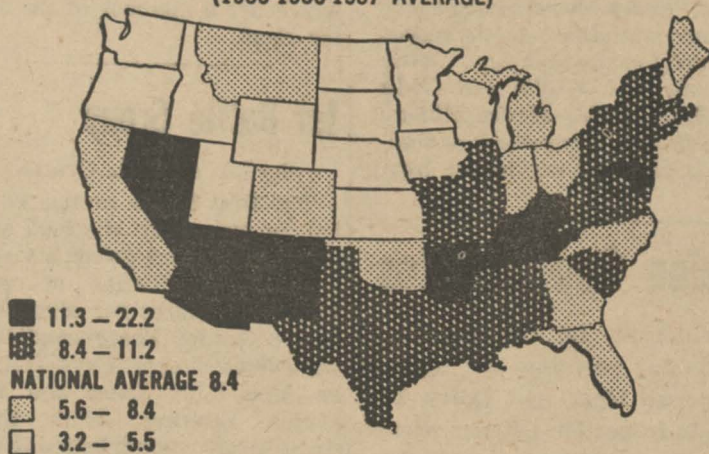 AVERAGE)
11.3 – 22.2
8.4 – 11.2
NATIONAL AVERAGE 8.4
5.6 – 8.4
3.2 – 5.5